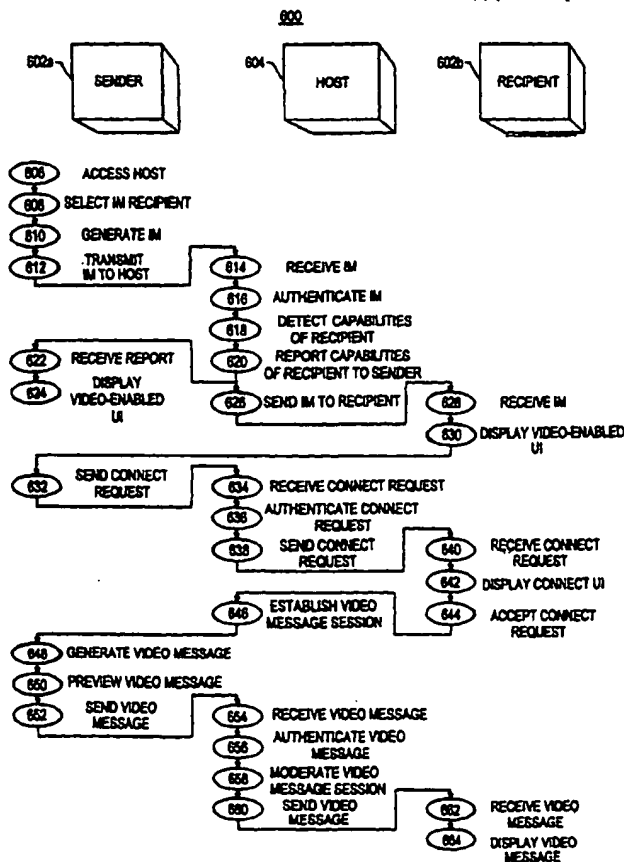 600
602a
SENDER
604
HOST
602b
RECIPIENT
606 ACCESS HOST
608 SELECT IM RECIPIENT
610 GENERATE IM
612 TRANSMIT
IM TO HOST
614 RECEIVE IM
616 AUTHENTICATE IM
618 DETECT CAPABILITIES
OF RECIPIENT
620 REPORT CAPABILITIES
OF RECIPIENT TO SENDER
622 RECEIVE REPORT
624 DISPLAY
VIDEO-ENABLED
UI
626 SEND IM TO RECIPIENT
628 RECEIVE IM
630 DISPLAY VIDEO-ENABLED
UI
632 SEND CONNECT
REQUEST
634 RECEIVE CONNECT REQUEST
636 AUTHENTICATE CONNECT
REQUEST
638 SEND CONNECT
REQUEST
640 RECEIVE CONNECT
REQUEST
642 DISPLAY CONNECT UI
644 ACCEPT CONNECT
REQUEST
646 ESTABLISH VIDEO
MESSAGE SESSION
648 GENERATE VIDEO MESSAGE
650 PREVIEW VIDEO MESSAGE
652 SEND VIDEO
MESSAGE
654 RECEIVE VIDEO MESSAGE
656 AUTHENTICATE VIDEO
MESSAGE
658 MODERATE VIDEO
MESSAGE SESSION
660 SEND VIDEO
MESSAGE
662 RECEIVE VIDEO
MESSAGE
664 DISPLAY VIDEO
MESSAGE